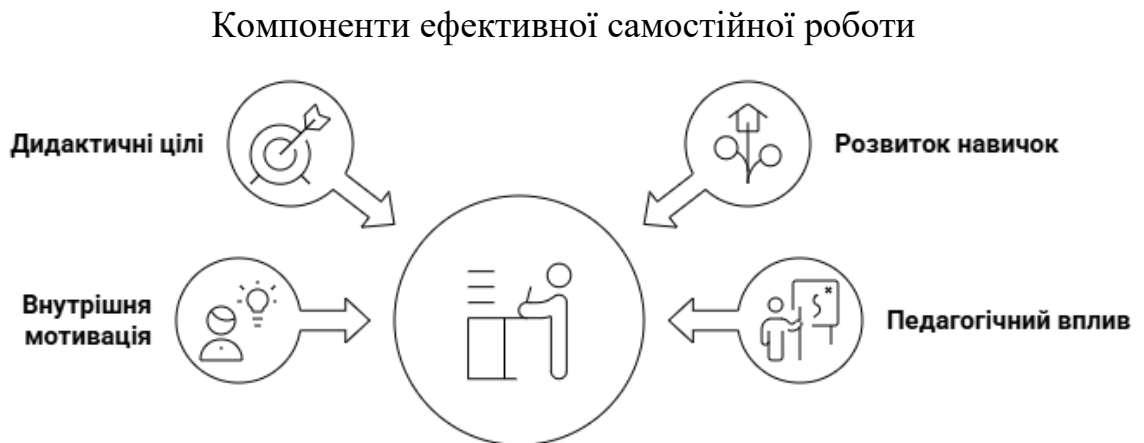 Компоненти ефективної самостійної роботи
Дидактичні цілі
Розвиток навичок
Внутрішня
мотивація
Педагогічний вплив